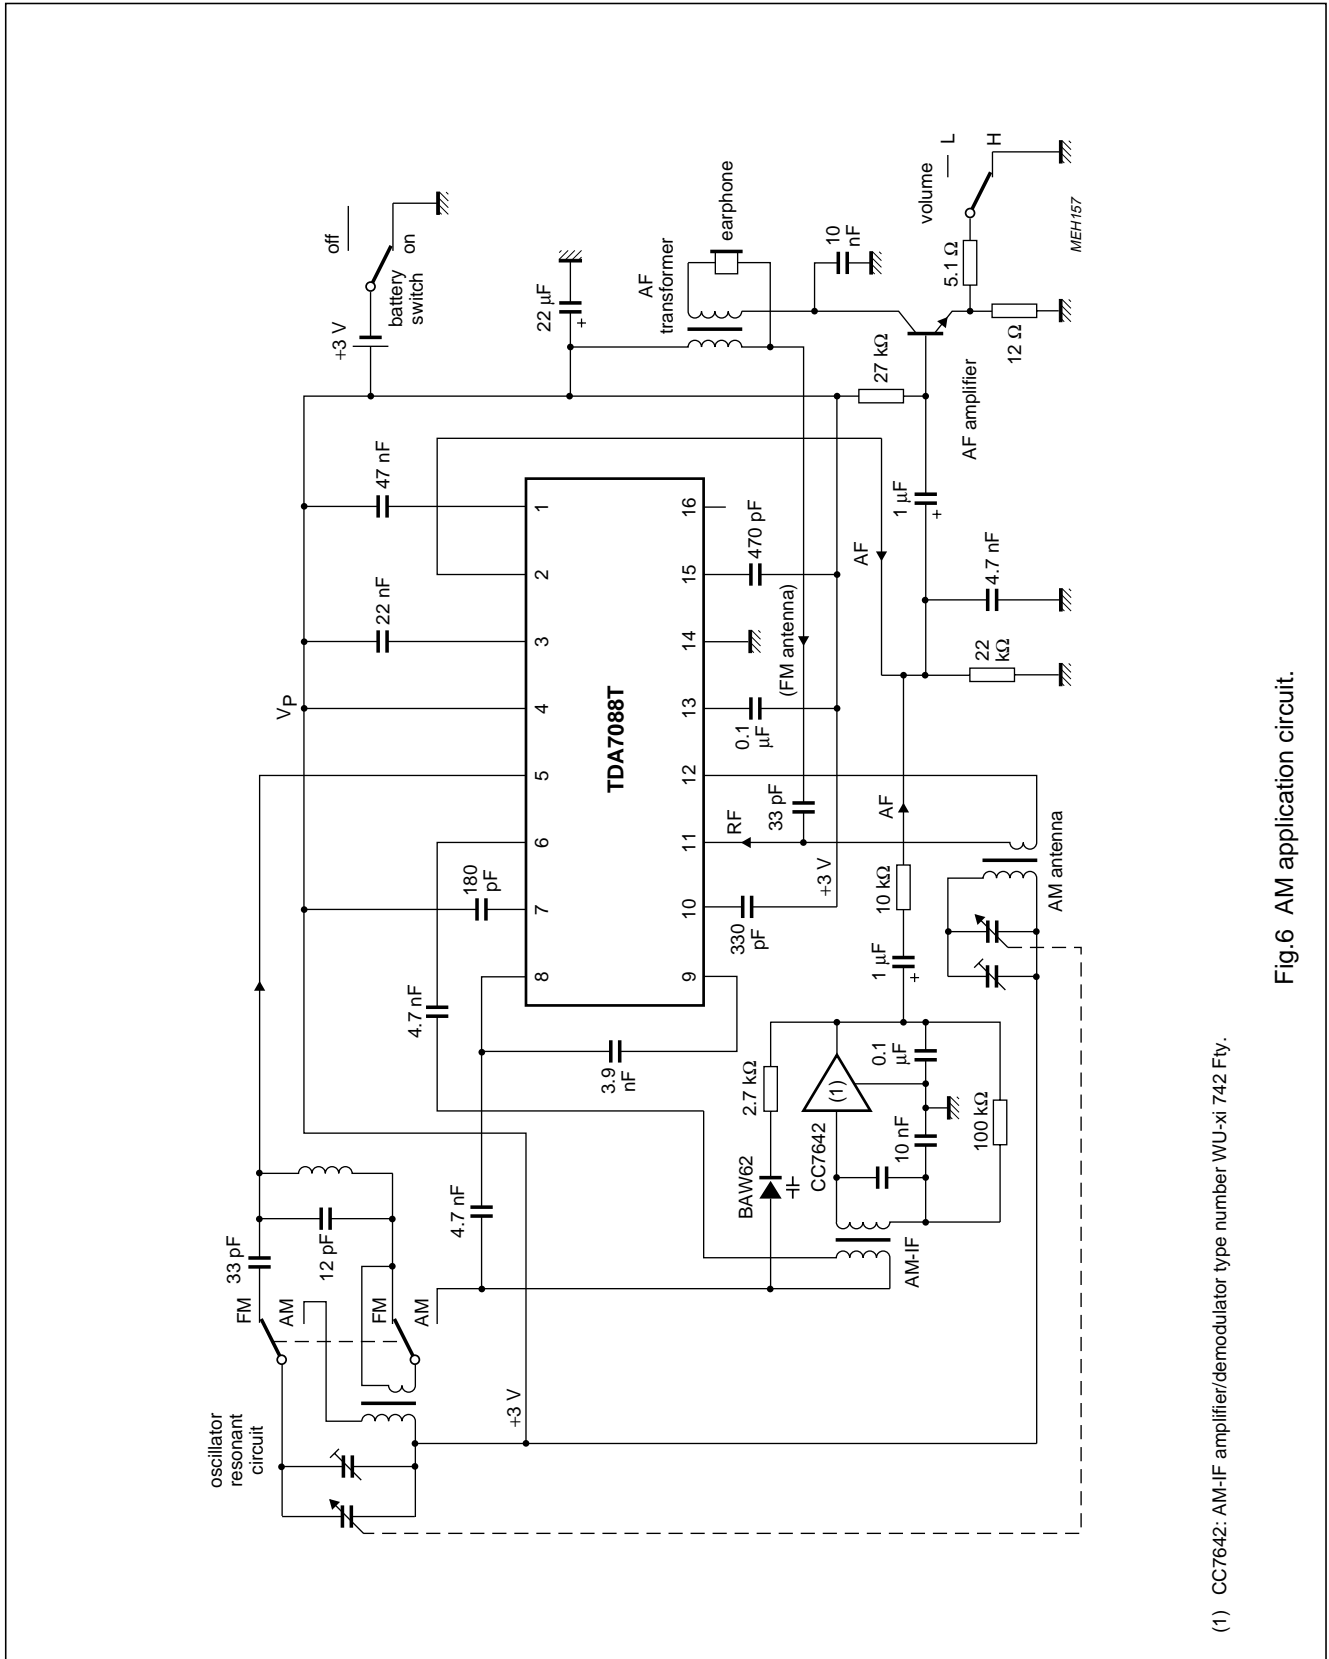 +3 V
off
on
battery
switch
22 µF
+
AF
transformer
earphone
10
nF
volume
L
H
5.1 Ω
12 Ω
MEH157
27 kΩ
AF amplifier
1 µF
+
4.7 nF
22
kΩ
AF
47 nF
22 nF
VP
1
2
3
4
5
6
7
8
TDA7088T
16
15
14
13
12
11
10
9
470 pF
(FM antenna)
0.1
µF
33 pF
RF
+3 V
330
pF
180
pF
4.7 nF
3.9
nF
4.7 nF
AF
10 kΩ
1 µF
+
AM antenna
2.7 kΩ
BAW62
(1)
CC7642
0.1
µF
10 nF
100 kΩ
AM-IF
33 pF
12 pF
FM
AM
FM
AM
+3 V
oscillator
resonant
circuit
(1) CC7642: AM-IF amplifier/demodulator type number WU-xi 742 Fty.
Fig.6 AM application circuit.